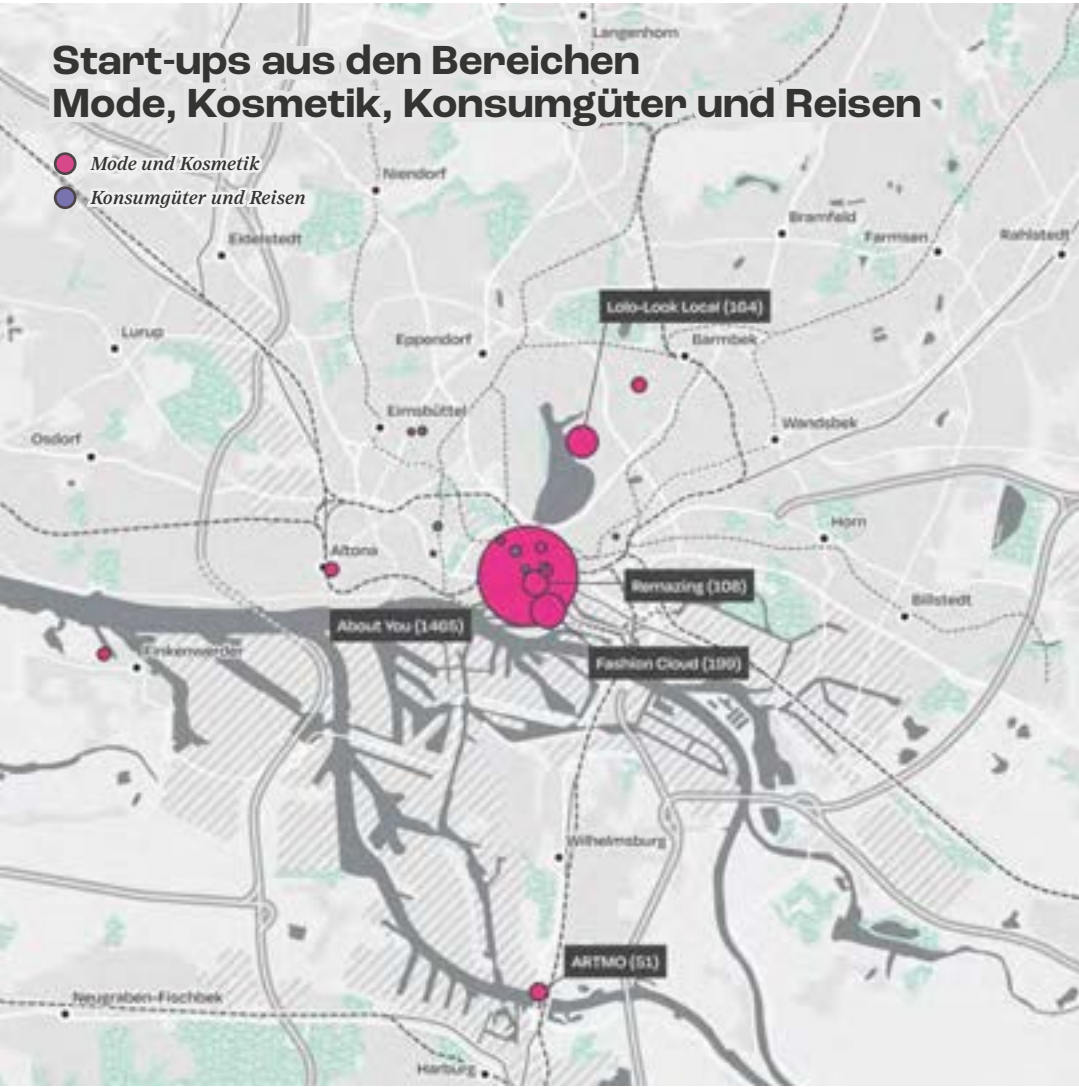 Start-ups aus den Bereichen
Mode, Kosmetik, Konsumgüter und Reisen
Mode und Kosmetik
Konsumgüter und Reisen
Langenhorn
Niendorf
Bramfeld
Eidelstedt
Farmsen
Rahlstedt
Lolo-Look Local (164)
Lurup
Eppendorf
Barmbek
Eimsbüttel
Wandsbek
Osdorf
Horn
Altona
Remazing (108)
Billstedt
About You (1465)
Finkenwerder
Fashion Cloud (199)
Wilhelmsburg
ARTMO (51)
Neugraben-Fischbek
Harburg